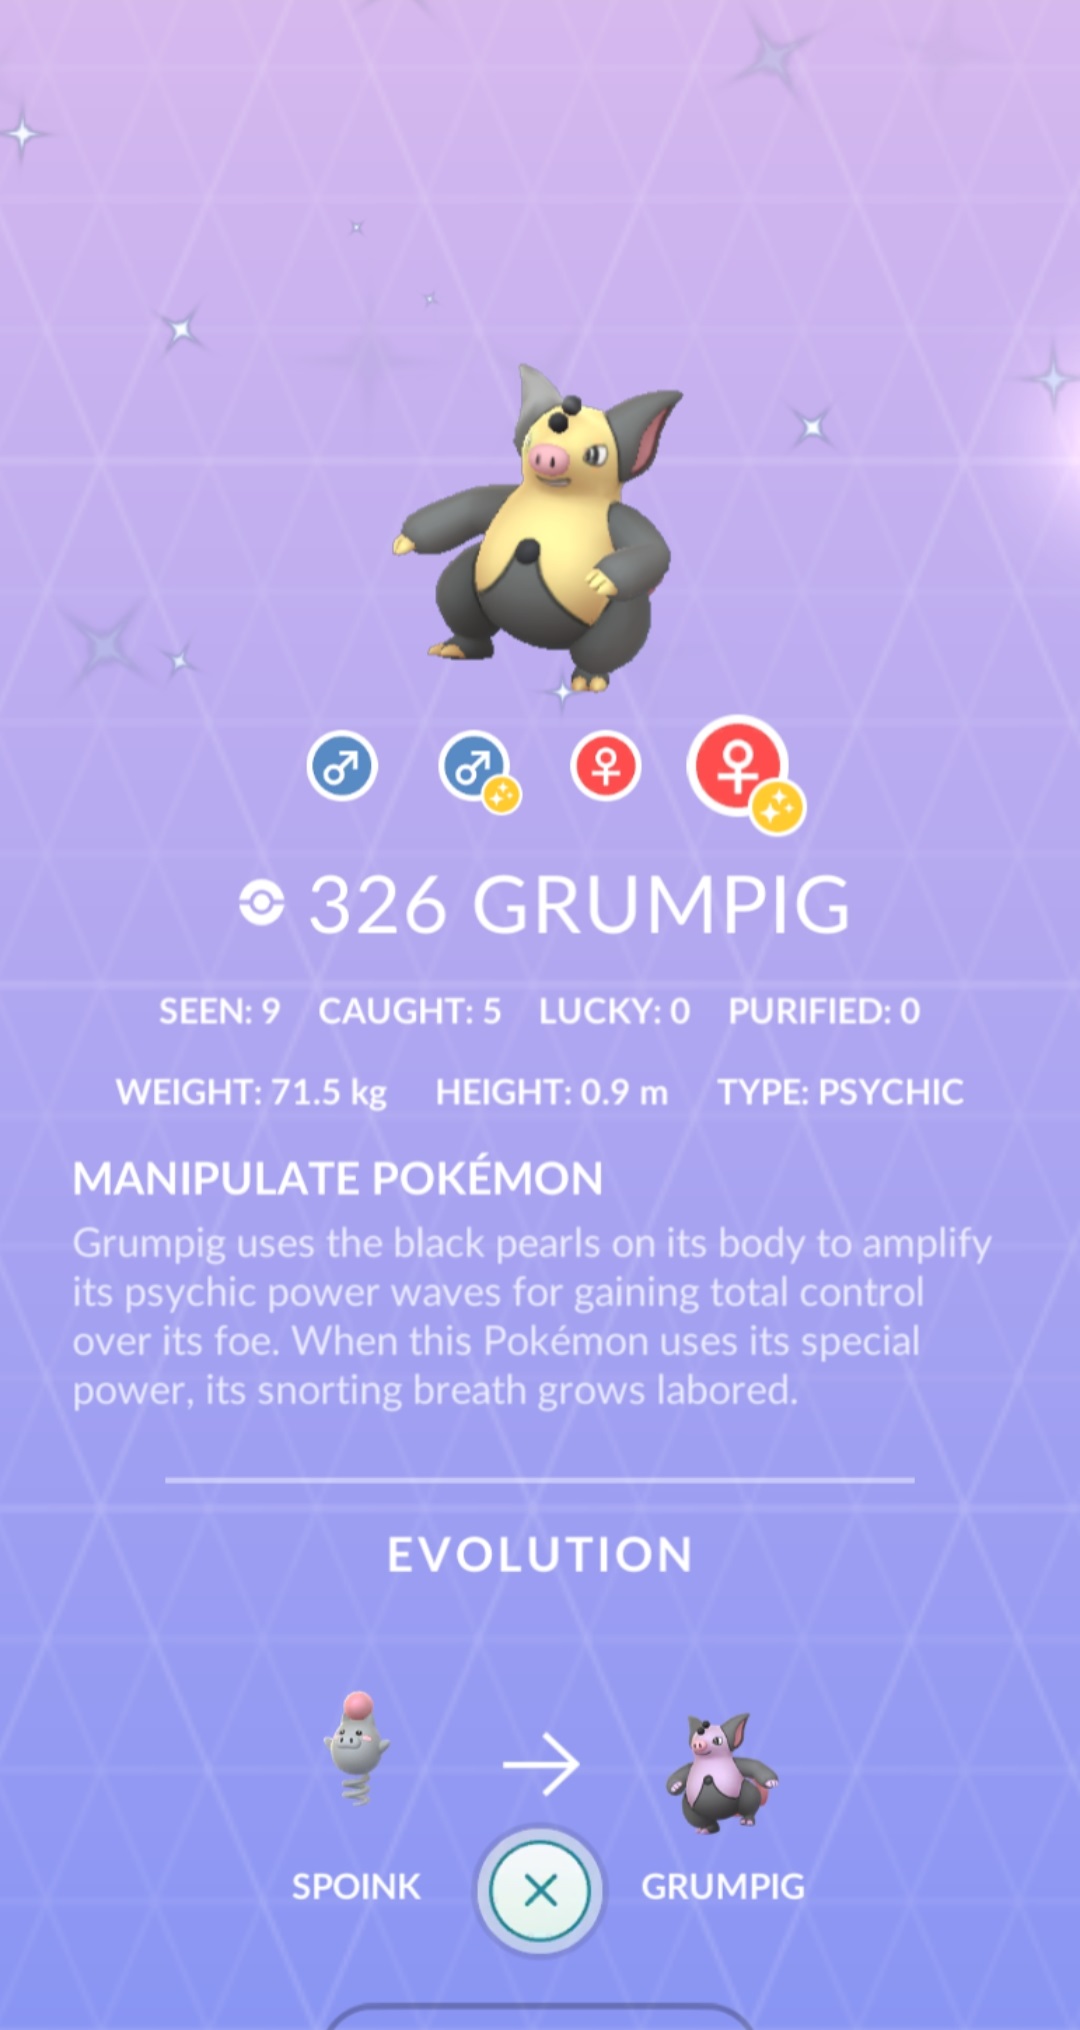 326 GRUMPIG
SEEN: 9 CAUGHT: 5 LUCKY: 0 PURIFIED: 0
WEIGHT: 71.5 kg HEIGHT: 0.9 m TYPE: PSYCHIC
MANIPULATE POKÉMON
Grumpig uses the black pearls on its body to amplify
its psychic power waves for gaining total control
over its foe. When this Pokémon uses its special
power, its snorting breath grows labored.
EVOLUTION
SPOINK GRUMPIG